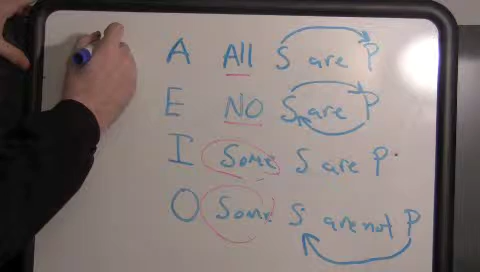 A All S are P
E NO S are P
I Some S are P
O Some S are not P